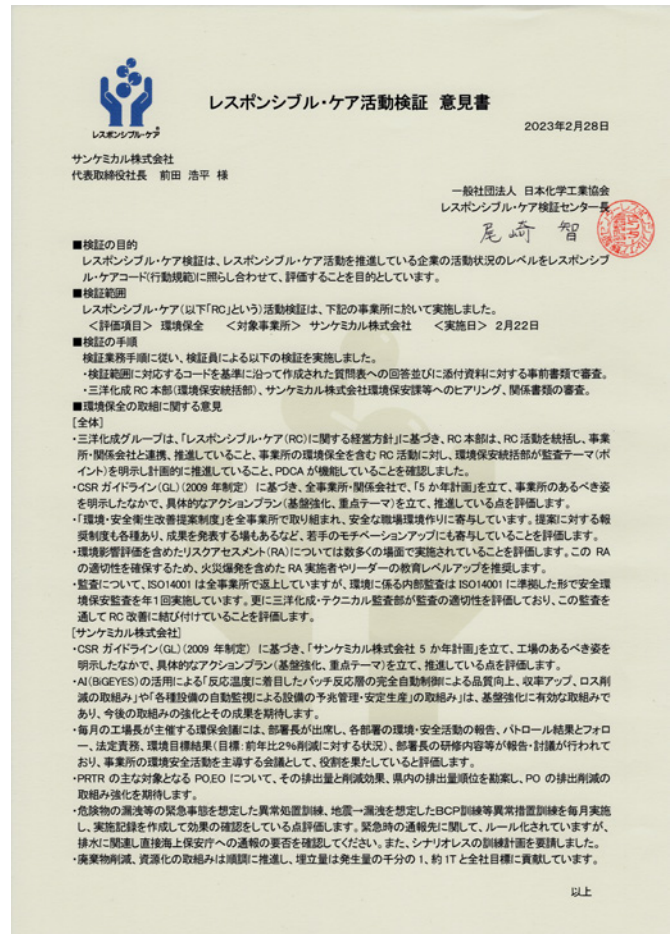 レスポンシブル・ケア活動検証 意見書
レスポンシブル・ケア
2023年2月28日
サンケミカル株式会社
代表取締役社長 前田 浩平 様
一般社団法人 日本化学工業協会
レスポンシブル・ケア検証センター長
尾崎 智
■検証の目的
レスポンシブル・ケア検証は、レスポンシブル・ケア活動を推進している企業の活動状況のレベルをレスポンシブ
ル・ケアコード(行動規範)に照らし合わせて、評価することを目的としています。
■検証範囲
レスポンシブル・ケア(以下「RC」という)活動検証は、下記の事業所に於いて実施しました。
<評価項目> 環境保全 <対象事業所> サンケミカル株式会社 <実施日> 2月22日
■検証の手順
検証業務手順に従い、検証員による以下の検証を実施しました。
・検証範囲に対応するコードを基準に沿って作成された質問表への回答並びに添付資料に対する事前書類で審査。
・三洋化成 RC 本部(環境保安統括部)、サンケミカル株式会社環境保安課等へのヒアリング、関係書類の審査。
■環境保全の取組に関する意見
[全体]
・三洋化成グループは、「レスポンシブル・ケア(RC)に関する経営方針」に基づき、RC 本部は、RC 活動を統括し、事業
所・関係会社と連携、推進していること、事業所の環境保全を含む RC 活動に対し、環境保安統括部が監査テーマ(ポ
イント)を明示し計画的に推進していること、PDCA が機能していることを確認しました。
・CSR ガイドライン(GL)(2009 年制定) に基づき、全事業所・関係会社で、「5 か年計画」を立て、事業所のあるべき姿
を明示したなかで、具体的なアクションプラン(基盤強化、重点テーマ)を立て、推進している点を評価します。
・「環境・安全衛生改善提案制度」を全事業所で取り組まれ、安全な職場環境作りに寄与しています。提案に対する報
奨制度も各種あり、成果を発表する場もあるなど、若手のモチベーションアップにも寄与していることを評価します。
・環境影響評価を含めたリスクアセスメント(RA)については数多くの場面で実施されていることを評価します。この RA
の適切性を確保するため、火災爆発を含めた RA 実施者やリーダーの教育レベルアップを推奨します。
・監査について、ISO14001 は全事業所で返上していますが、環境に係る内部監査は ISO14001 に準拠した形で安全環
境保安監査を年1回実施しています。更に三洋化成・テクニカル監査部が監査の適切性を評価しており、この監査を
通して RC 改善に結び付けていることを評価します。
[サンケミカル株式会社]
・CSR ガイドライン(GL)(2009 年制定) に基づき、「サンケミカル株式会社 5 か年計画」を立て、工場のあるべき姿を
明示したなかで、具体的なアクションプラン(基盤強化、重点テーマ)を立て、推進している点を評価します。
・AI(BiGEYES)の活用による「反応温度に着目したバッチ反応層の完全自動制御による品質向上、収率アップ、ロス削
減の取組み」や「各種設備の自動監視による設備の予兆管理・安定生産」の取組み」は、基盤強化に有効な取組みで
あり、今後の取組みの強化とその成果を期待します。
・毎月の工場長が主催する環保会議には、部署長が出席し、各部署の環境・安全活動の報告、パトロール結果とフォロ
ー、法定責務、環境目標結果(目標:前年比2%削減に対する状況)、部署長の研修内容等が報告・討議が行われて
おり、事業所の環境安全活動を主導する会議として、役割を果たしていると評価します。
・PRTR の主な対象となる PO,EO について、その排出量と削減効果、県内の排出量順位を勘案し、PO の排出削減の
取組み強化を期待します。
・危険物の漏洩等の緊急事態を想定した異常処置訓練、地震→漏洩を想定したBCP訓練等異常措置訓練を毎月実施
し、実施記録を作成して効果の確認をしている点評価します。緊急時の通報先に関して、ルール化されていますが、
排水に関連し直接海上保安庁への通報の要否を確認してください。また、シナリオレスの訓練計画を要請しました。
・廃棄物削減、資源化の取組みは順調に推進し、埋立量は発生量の千分の 1、約 1T と全社目標に貢献しています。
以上